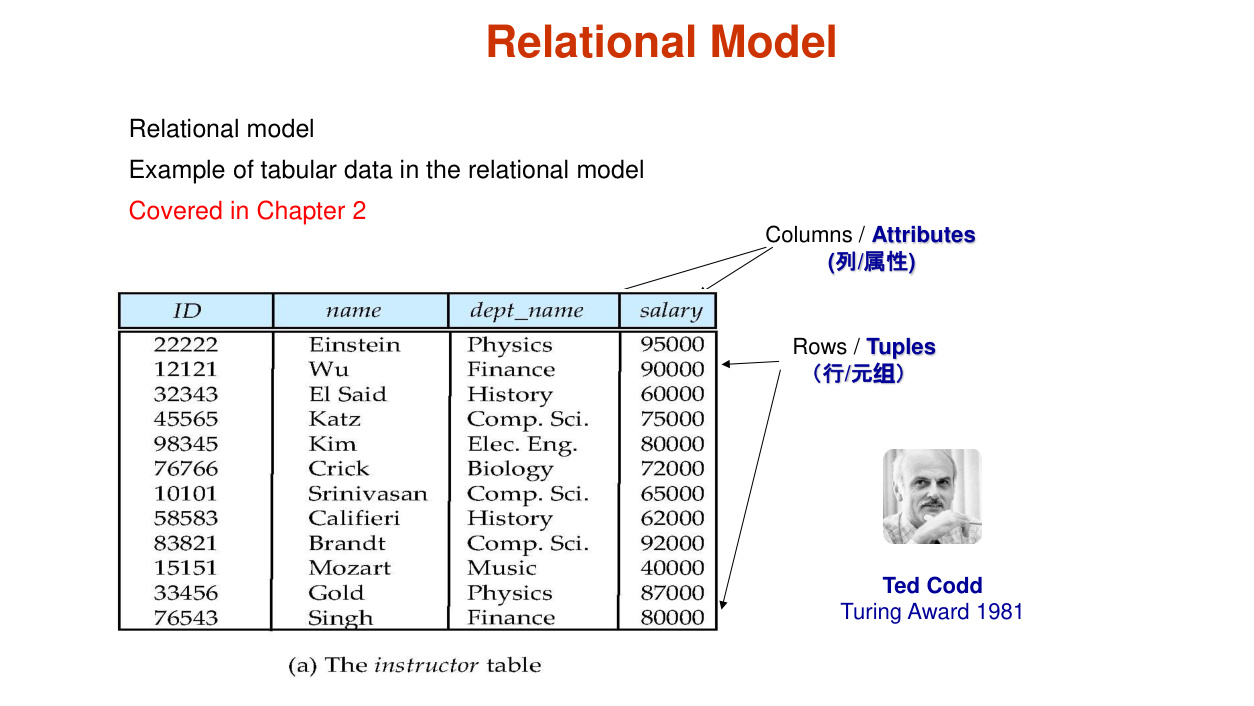 Relational Model
Relational model
Example of tabular data in the relational model
Covered in Chapter 2
Columns / Attributes
(列/属性)
ID name dept_name salary
22222 Einstein Physics 95000
12121 Wu Finance 90000
32343 El Said History 60000
45565 Katz Comp. Sci. 75000
98345 Kim Elec. Eng. 80000
76766 Crick Biology 72000
10101 Srinivasan Comp. Sci. 65000
58583 Califieri History 62000
83821 Brandt Comp. Sci. 92000
15151 Mozart Music 40000
33456 Gold Physics 87000
76543 Singh Finance 80000
Rows / Tuples
（行/元组）
Ted Codd
Turing Award 1981
(a) The instructor table